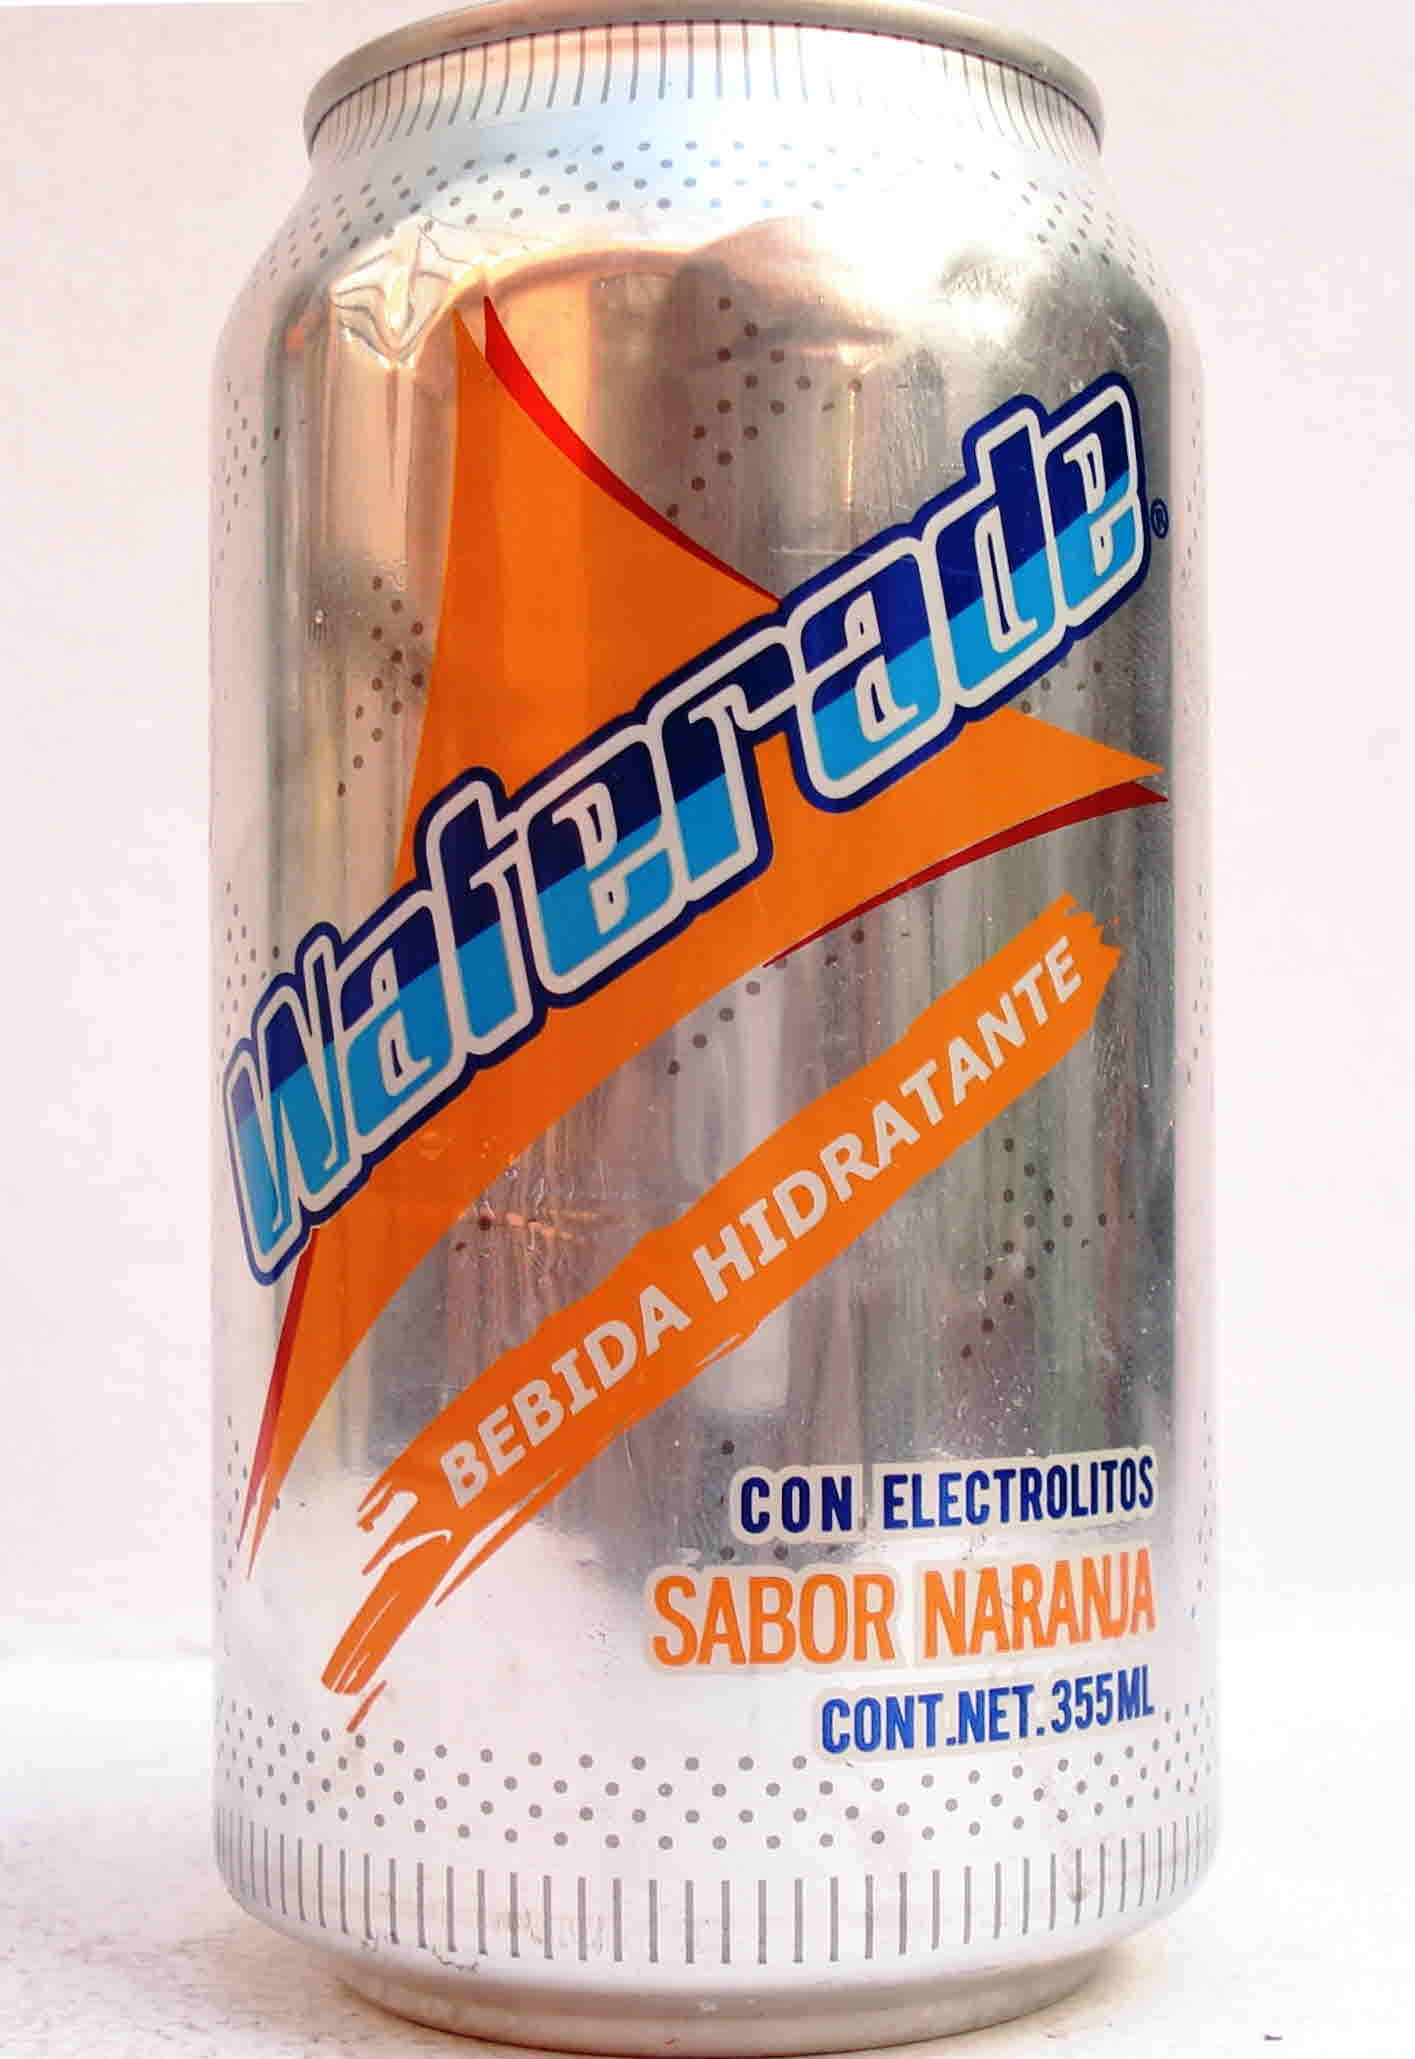 Waterade®
BEBIDA HIDRATANTE
CON ELECTROLITOS
SABOR NARANJA
CONT.NET.355ML